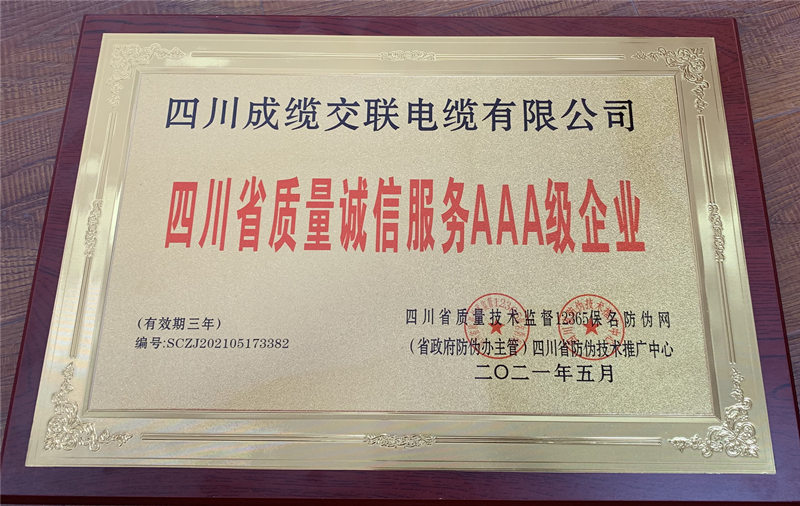 四川成缆交联电缆有限公司
四川省质量诚信服务AAA级企业
(有效期三年)
编号:SCZJ202105173382
四川省质量技术监督12365保名防伪网
(省政府防伪办主管)四川省防伪技术推广中心
二〇二一年五月